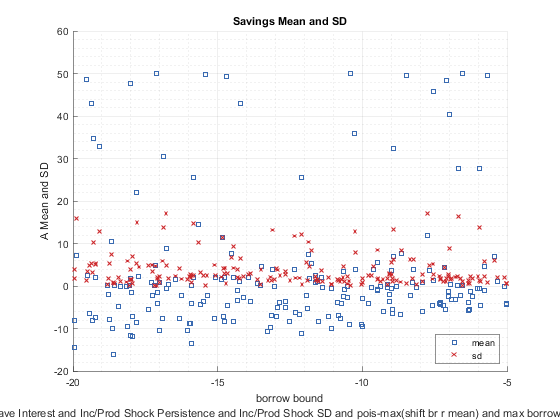 Savings Mean and SD
60
50
40
30
20
10
0
-10
-20
A Mean and SD
-20
-15
-10
-5
mean
sd
borrow bound
Interest and Inc/Prod Shock Persistence and Inc/Prod Shock SD and pois-max(shift br r mean) and max